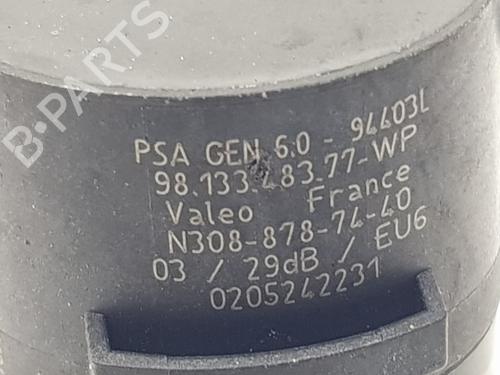 B-PARTS
PSA GEN 6.0 - 94403L
98.133.483.77-WP
Valeo France
N308-878-74-40
03 / 29dB / EU6
0205242231